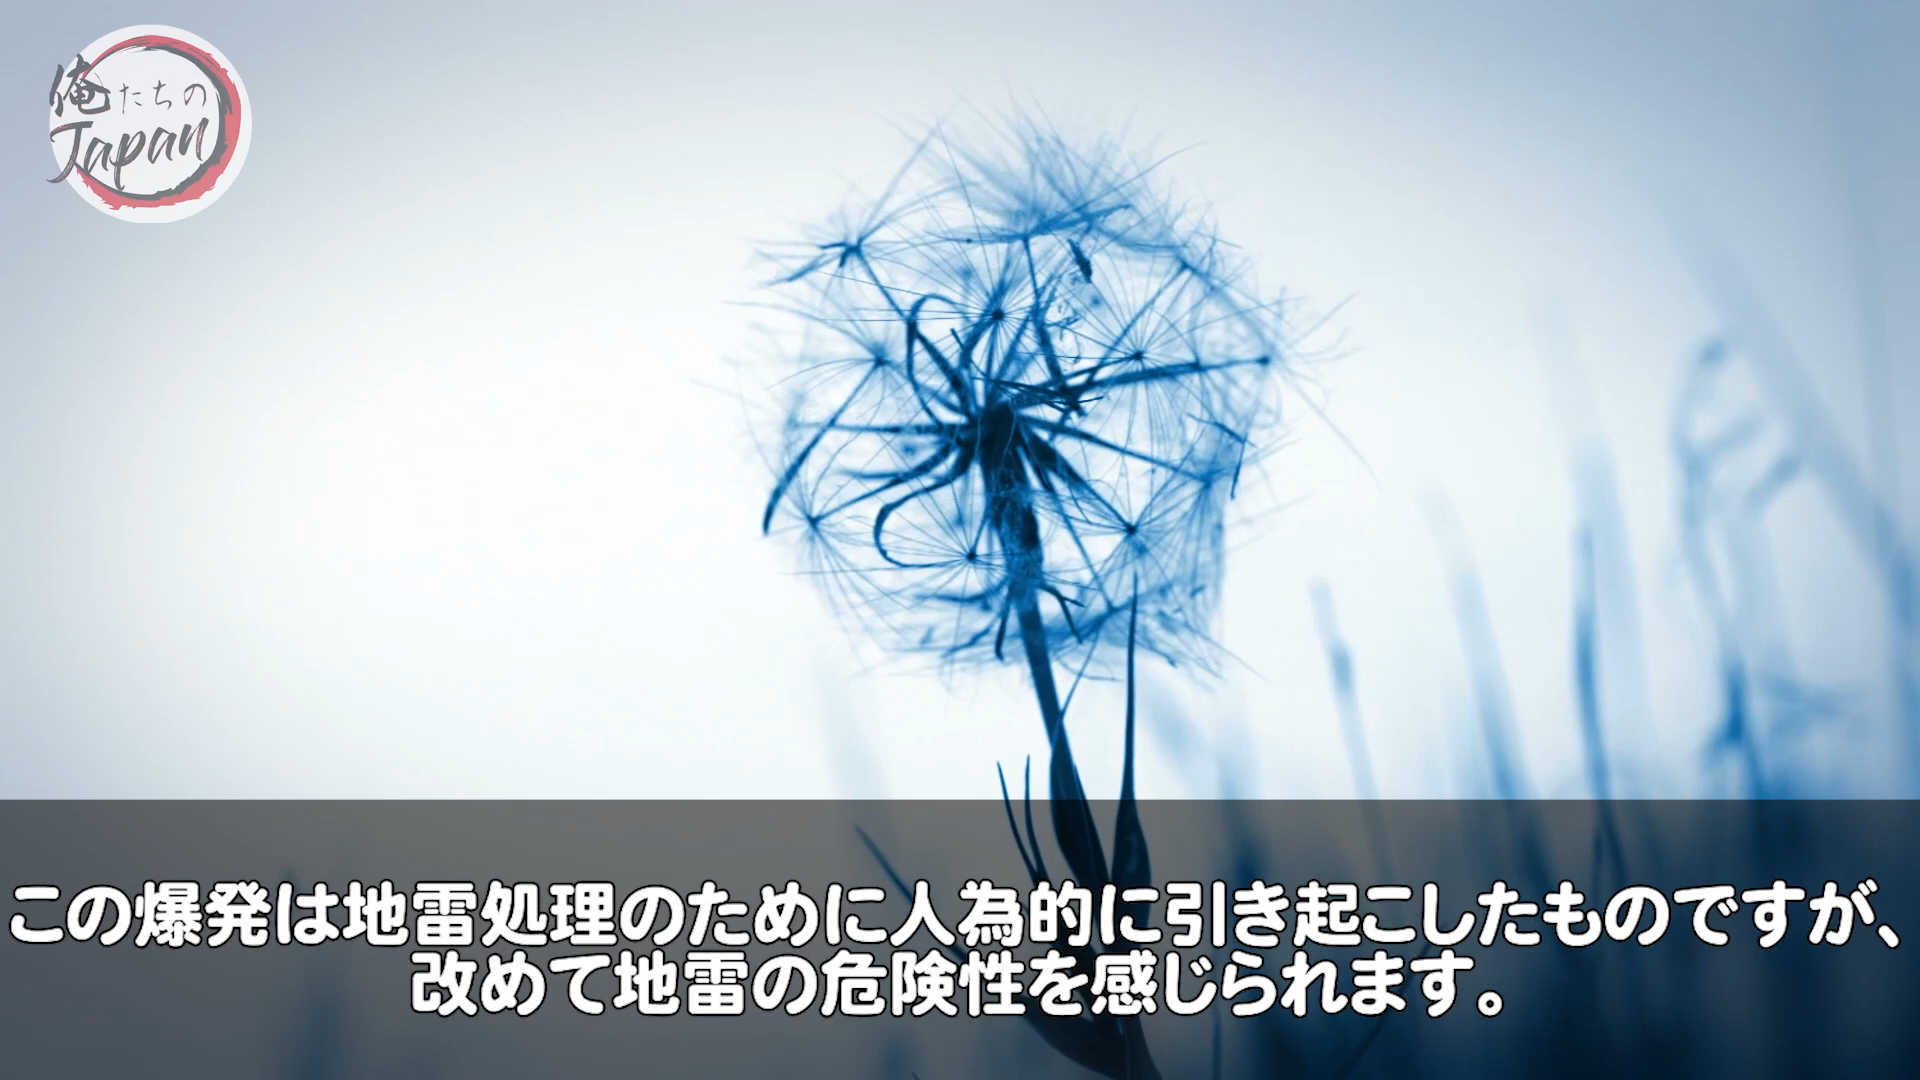 俺たちの
Japan
この爆発は地雷処理のために人為的に引き起こしたものですが、
改めて地雷の危険性を感じられます。